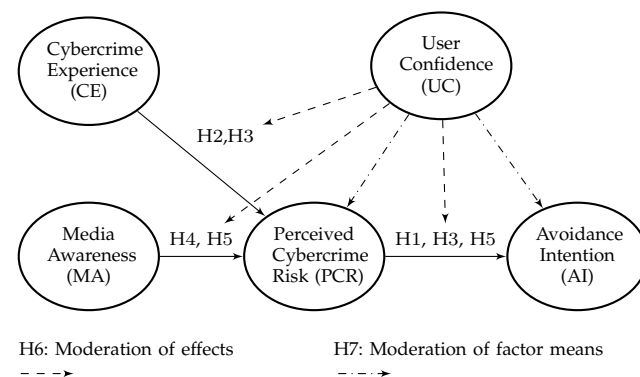 Cybercrime
Experience
(CE)
User
Confidence
(UC)
H2,H3
Media
Awareness
(MA)
H4, H5
Perceived
Cybercrime
Risk (PCR)
H1, H3, H5
Avoidance
Intention
(AI)
H6: Moderation of effects
H7: Moderation of factor means